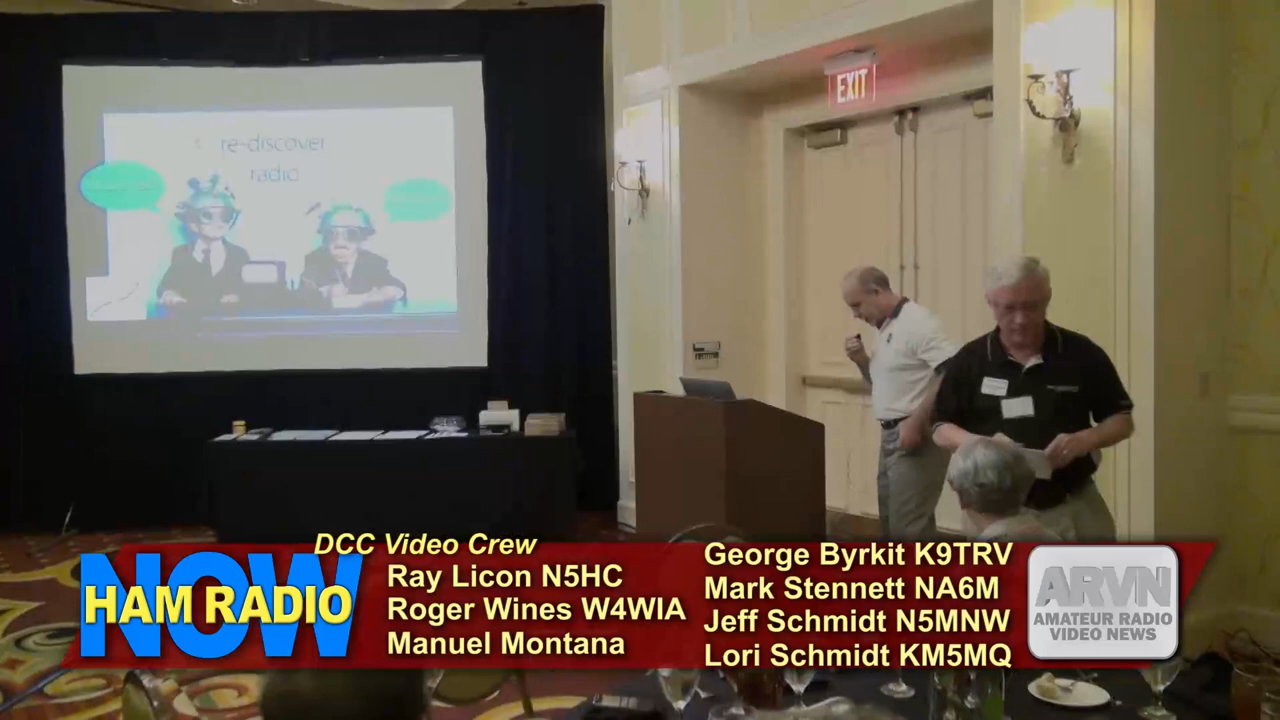 re-discover
radio
EXIT
DCC Video Crew
NOW
HAM RADIO
Ray Licon N5HC
Roger Wines W4WIA
Manuel Montana
George Byrkit K9TRV
Mark Stennett NA6M
Jeff Schmidt N5MNW
Lori Schmidt KM5MQ
ARVN
AMATEUR RADIO
VIDEO NEWS